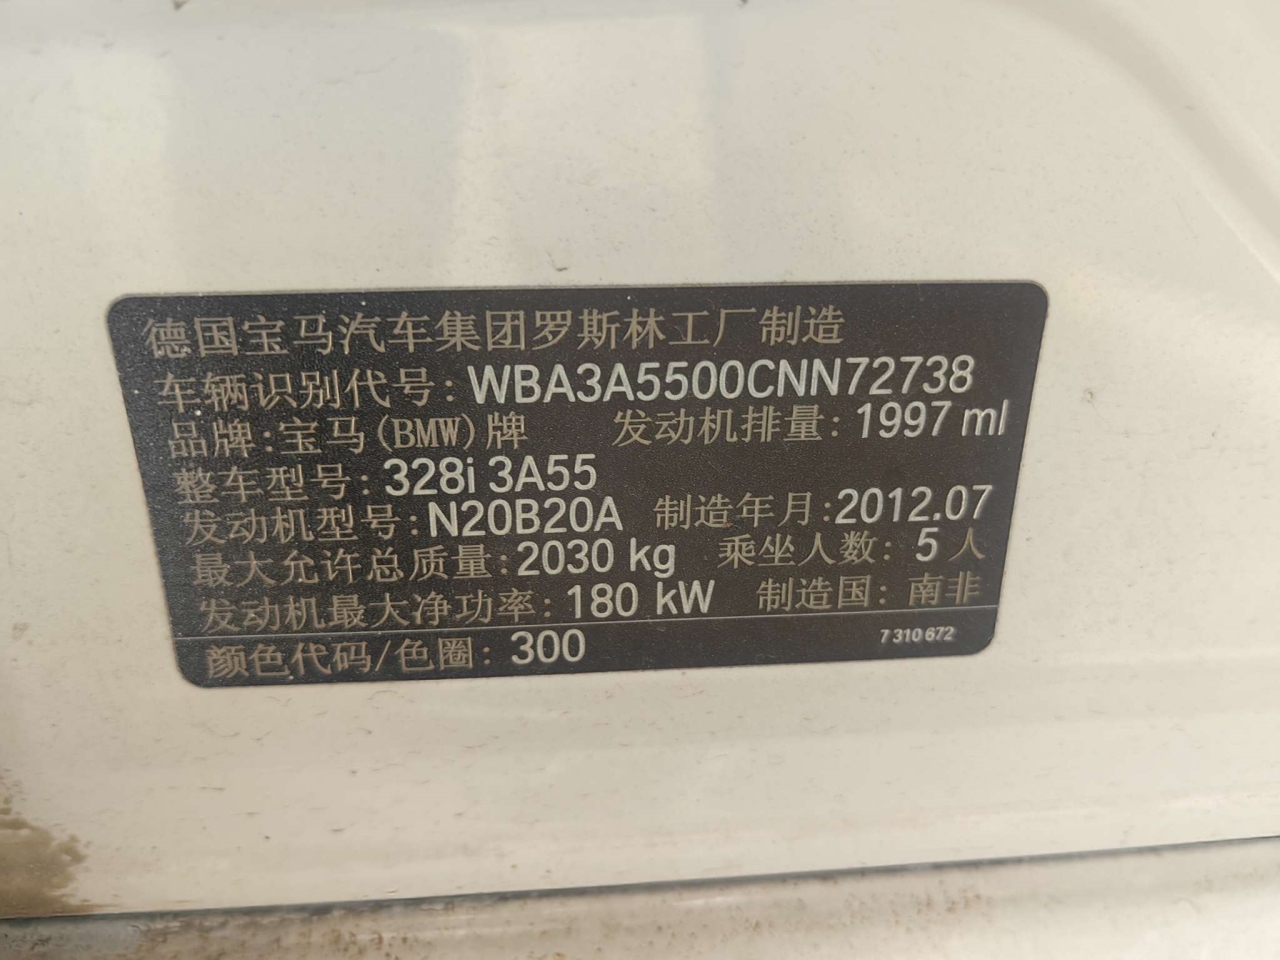 德国宝马汽车集团罗斯林工厂制造
车辆识别代号: WBA3A5500CNN72738
品牌:宝马(BMW)牌 发动机排量: 1997 ml
整车型号: 328i 3A55
发动机型号: N20B20A 制造年月:2012.07
最大允许总质量: 2030 kg 乘坐人数: 5 人
发动机最大净功率: 180 kW 制造国: 南非
颜色代码/色圈: 300 7 310 672